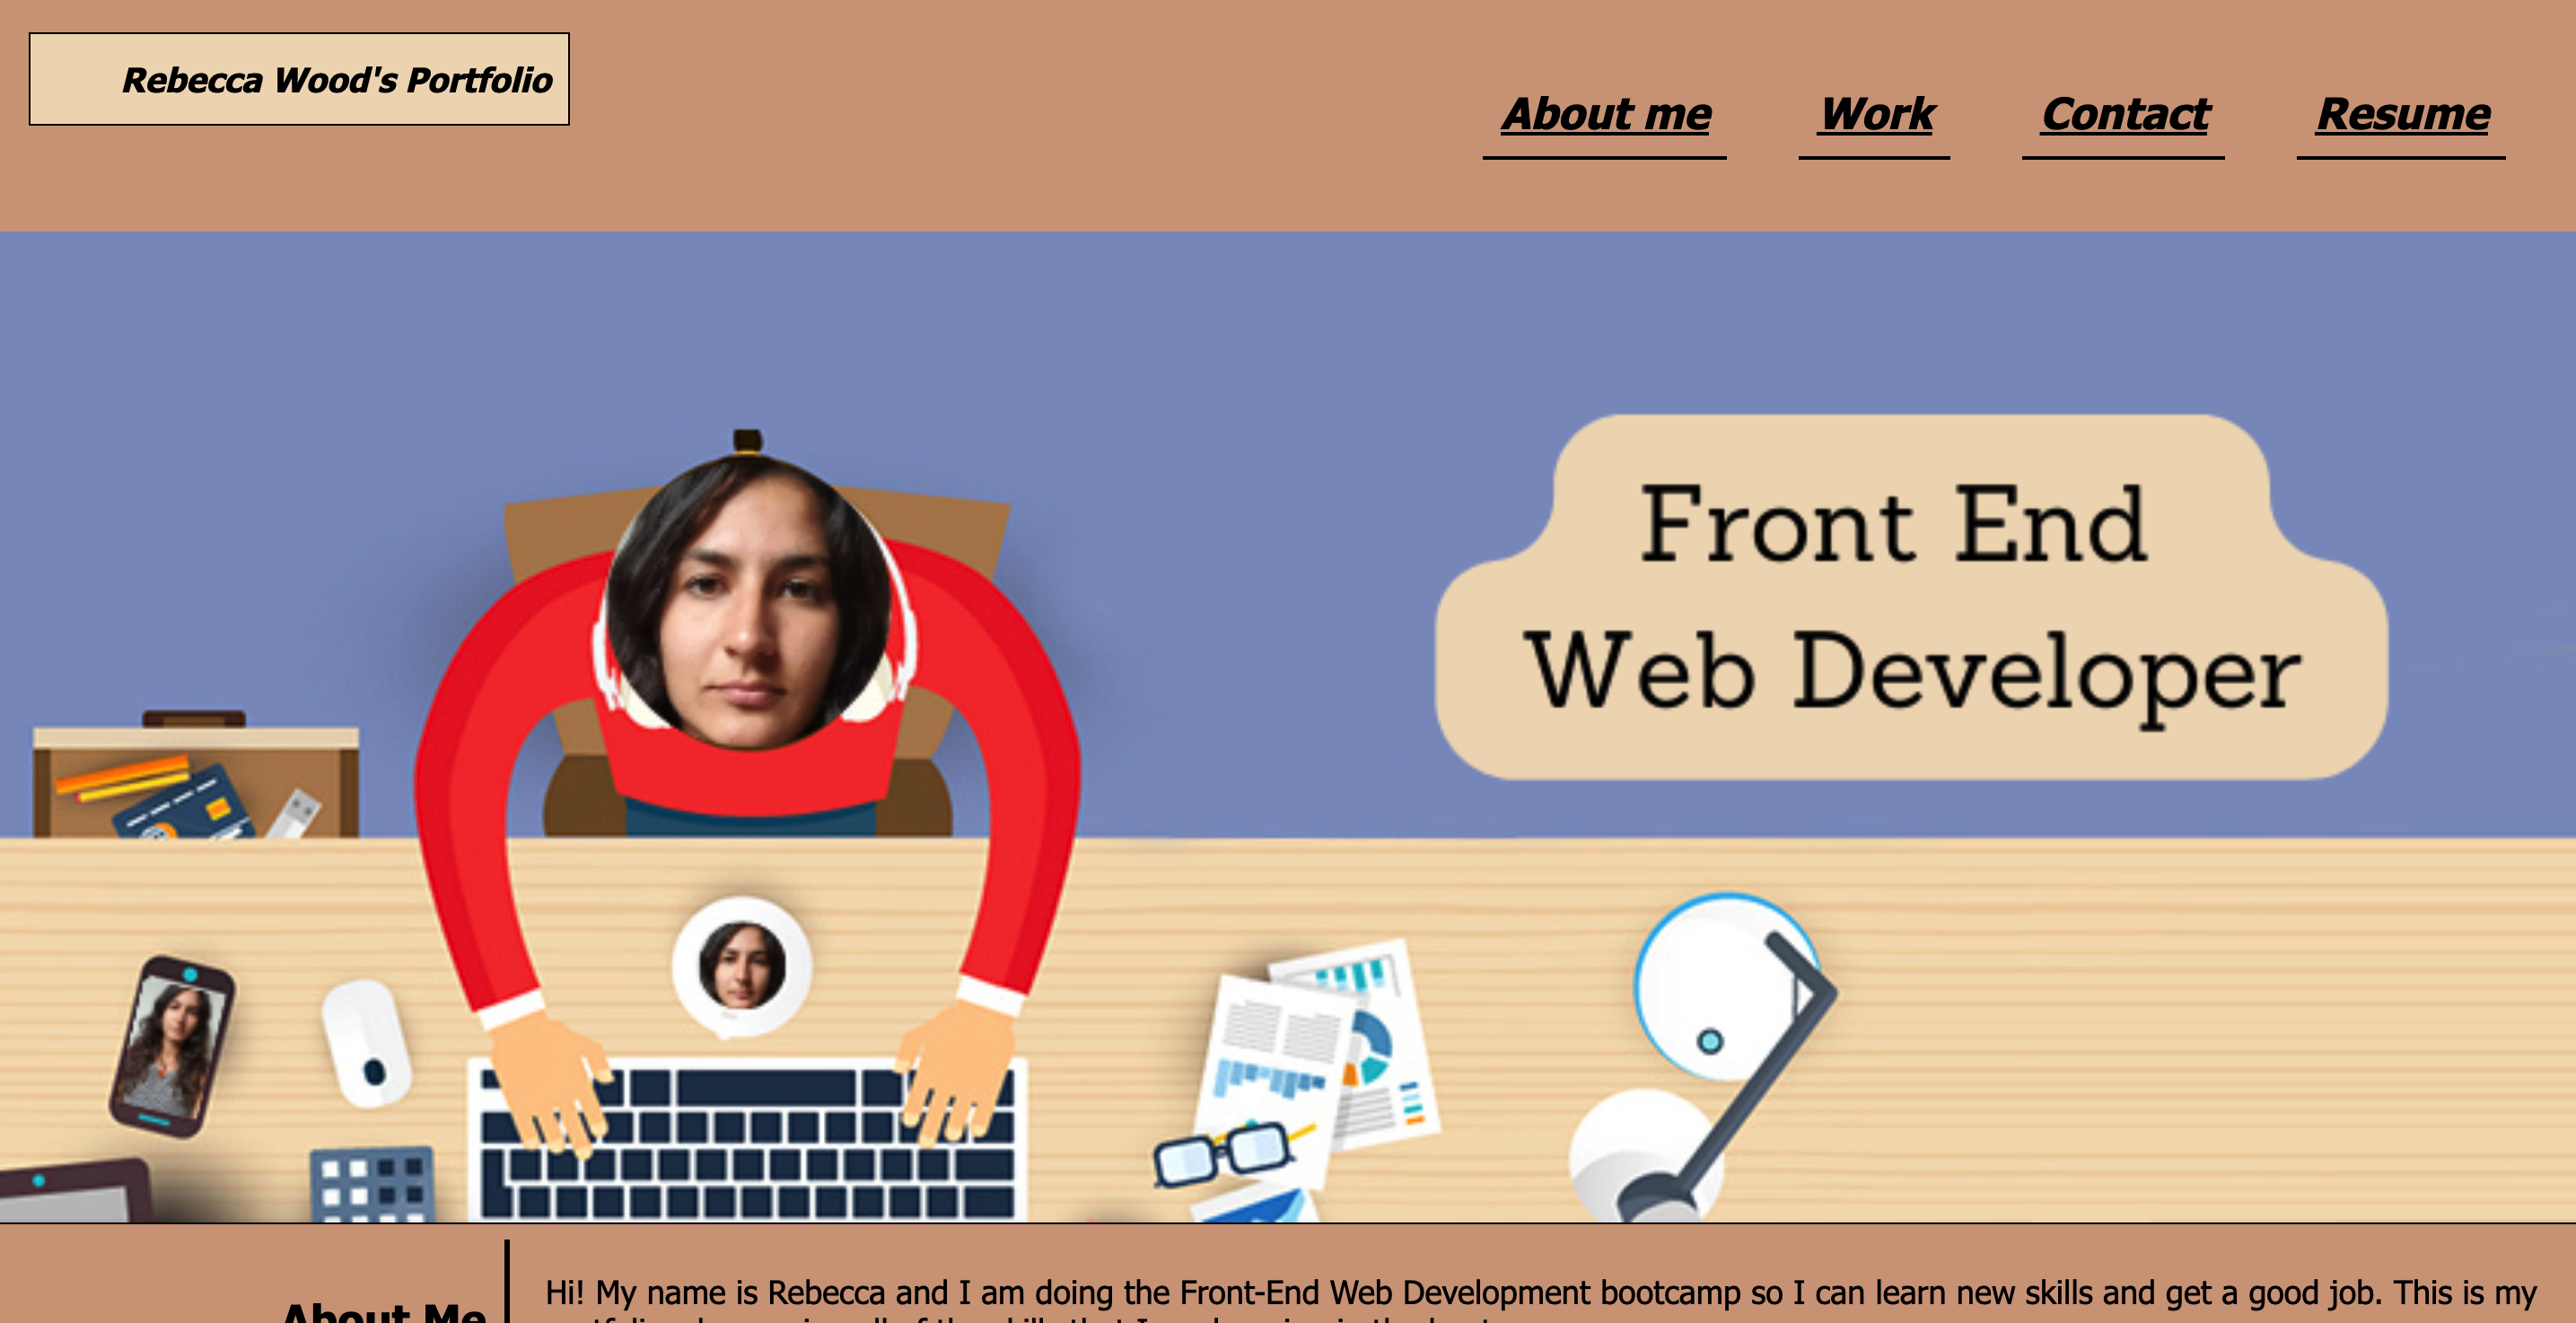 Rebecca Wood's Portfolio
About me Work Contact Resume
Front End
Web Developer
Hi! My name is Rebecca and I am doing the Front-End Web Development bootcamp so I can learn new skills and get a good job. This is my
About Me